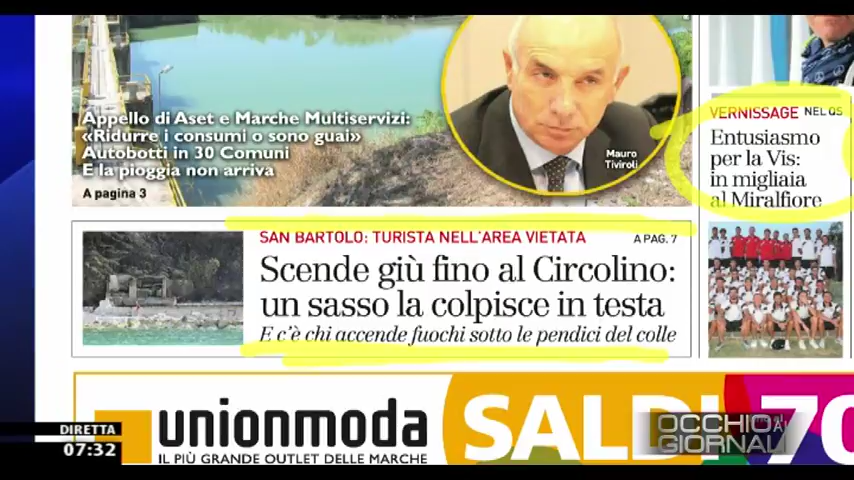 Appello di Aset e Marche Multiservizi:
«Ridurre i consumi o sono guai»
Autobotti in 30 Comuni
E la pioggia non arriva
A pagina 3
Mauro
Tiviroli
VERNISSAGE NEL QS
Entusiasmo
per la Vis:
in migliaia
al Miralfiore
SAN BARTOLO: TURISTA NELL'AREA VIETATA A PAG. 7
Scende giù fino al Circolino:
un sasso la colpisce in testa
E c'è chi accende fuochi sotto le pendici del colle
unionmoda
IL PIÙ GRANDE OUTLET DELLE MARCHE
SALDI 70
DIRETTA
07:32
OCCHIO
GIORNALI